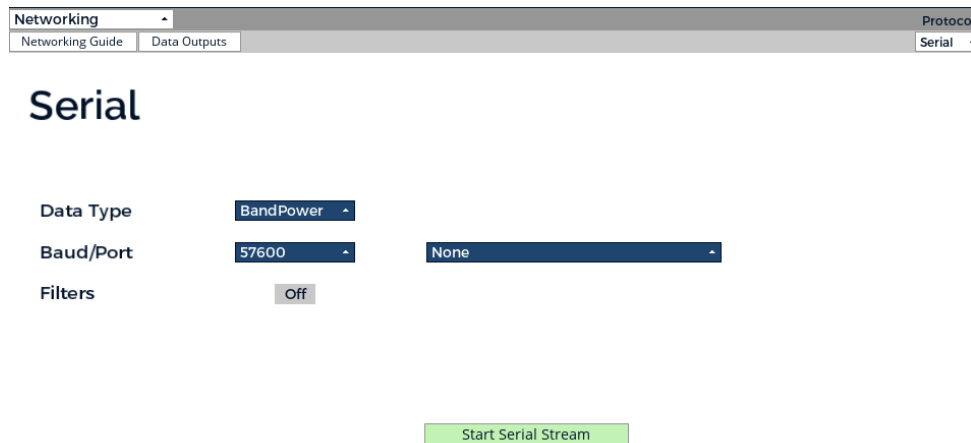 Networking Protoco
Networking Guide Data Outputs Serial
Serial
Data Type BandPower
Baud/Port 57600 None
Filters Off
Start Serial Stream